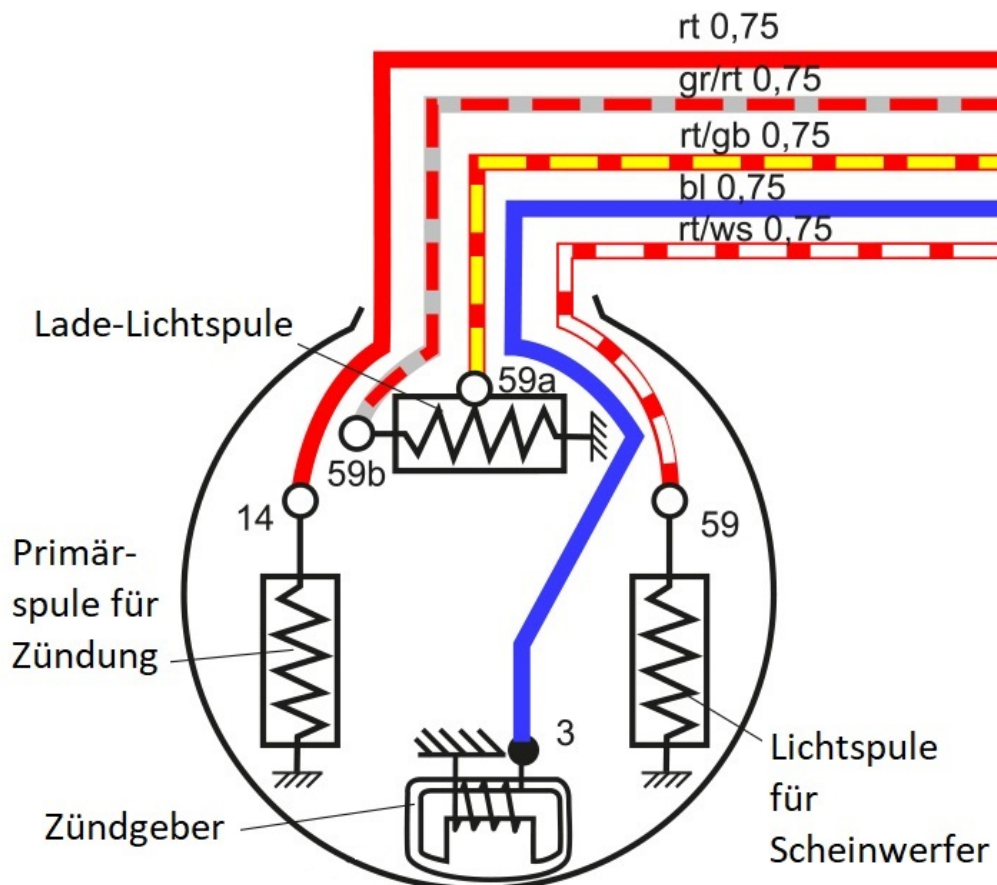 rt 0,75
gr/rt 0,75
rt/gb 0,75
bl 0,75
rt/ws 0,75
Lade-Lichtspule
59a
59b
14
59
Primär-
spule für
Zündung
3
Lichtspule
für
Scheinwerfer
Zündgeber